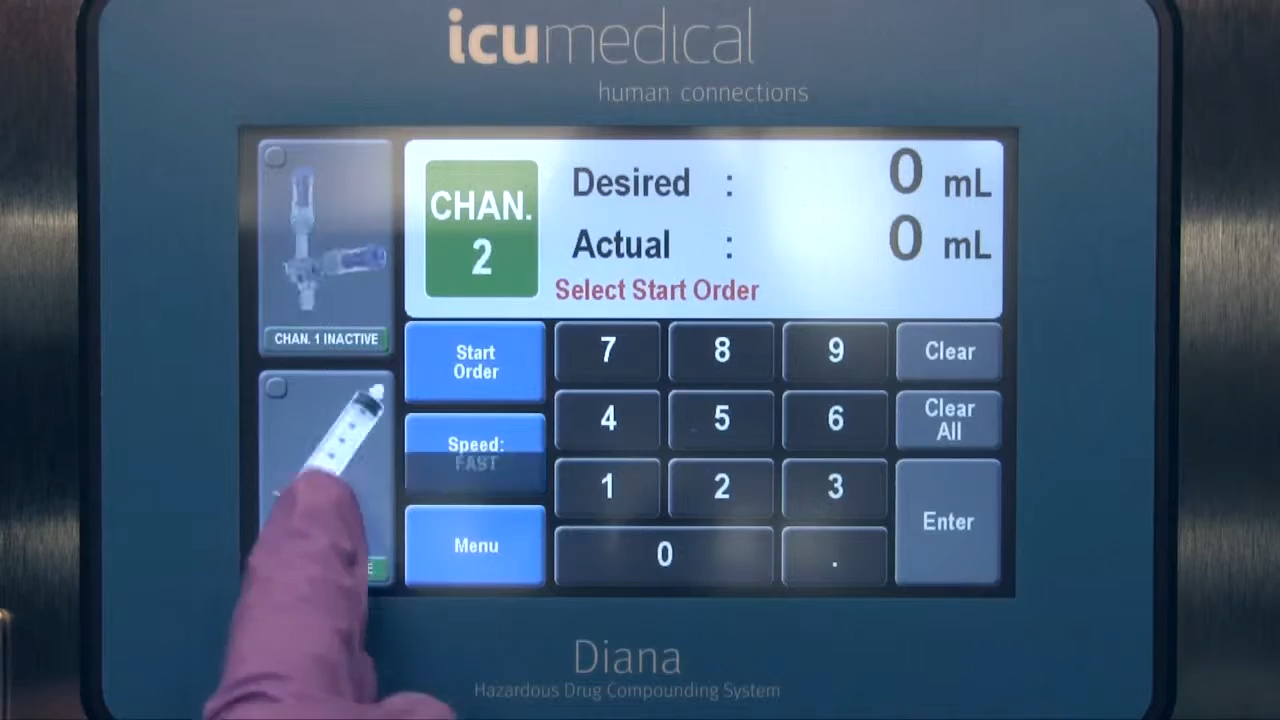 icumedical
human connections
CHAN.
2
Desired : 0 mL
Actual : 0 mL
Select Start Order
CHAN. 1 INACTIVE
Start
Order
7
8
9
Clear
Speed:
FAST
4
5
6
Clear
All
1
2
3
Enter
Menu
0
.
Diana
Hazardous Drug Compounding System